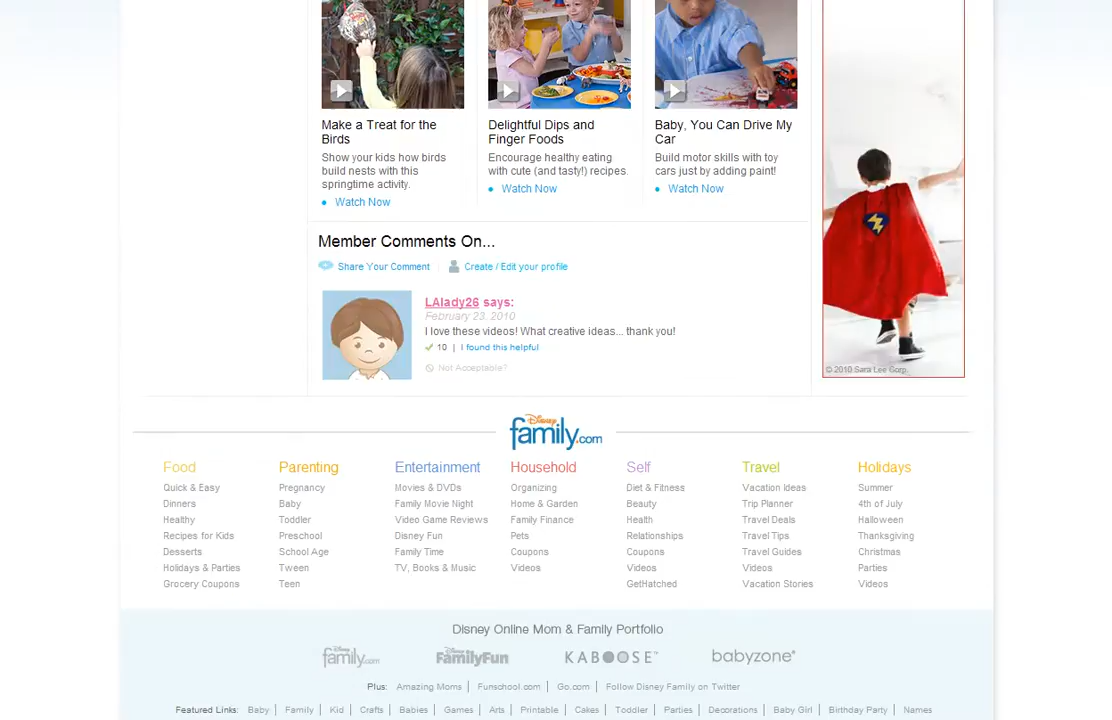 Make a Treat for the
Birds
Show your kids how birds
build nests with this
springtime activity.
Watch Now
Delightful Dips and
Finger Foods
Encourage healthy eating
with cute (and tasty!) recipes.
Watch Now
Baby, You Can Drive My
Car
Build motor skills with toy
cars just by adding paint!
Watch Now
© 2010 Sara Lee Corp.
Member Comments On...
Share Your Comment
Create / Edit your profile
LAlady26 says:
February 23, 2010
I love these videos! What creative ideas... thank you!
10 | I found this helpful
Not Acceptable?
Disney
family.com
Food
Quick & Easy
Dinners
Healthy
Recipes for Kids
Desserts
Holidays & Parties
Grocery Coupons
Parenting
Pregnancy
Baby
Toddler
Preschool
School Age
Tween
Teen
Entertainment
Movies & DVDs
Family Movie Night
Video Game Reviews
Disney Fun
Family Time
TV, Books & Music
Household
Organizing
Home & Garden
Family Finance
Pets
Coupons
Videos
Self
Diet & Fitness
Beauty
Health
Relationships
Coupons
Videos
GetHatched
Travel
Vacation Ideas
Trip Planner
Travel Deals
Travel Tips
Travel Guides
Videos
Vacation Stories
Holidays
Summer
4th of July
Halloween
Thanksgiving
Christmas
Parties
Videos
Disney Online Mom & Family Portfolio
Disney family.com
Disney FamilyFun
KABOOSE™
babyzone®
Plus: Amazing Moms | Funschool.com | Go.com | Follow Disney Family on Twitter
Featured Links: Baby | Family | Kid | Crafts | Babies | Games | Arts | Printable | Cakes | Toddler | Parties | Decorations | Baby Girl | Birthday Party | Names